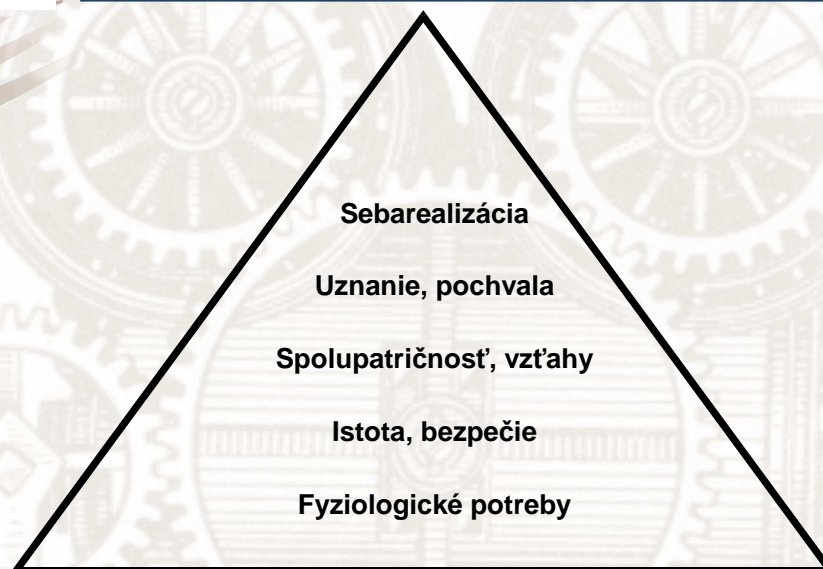 Sebarealizácia
Uznanie, pochvala
Spolupatričnosť, vzťahy
Istota, bezpečie
Fyziologické potreby